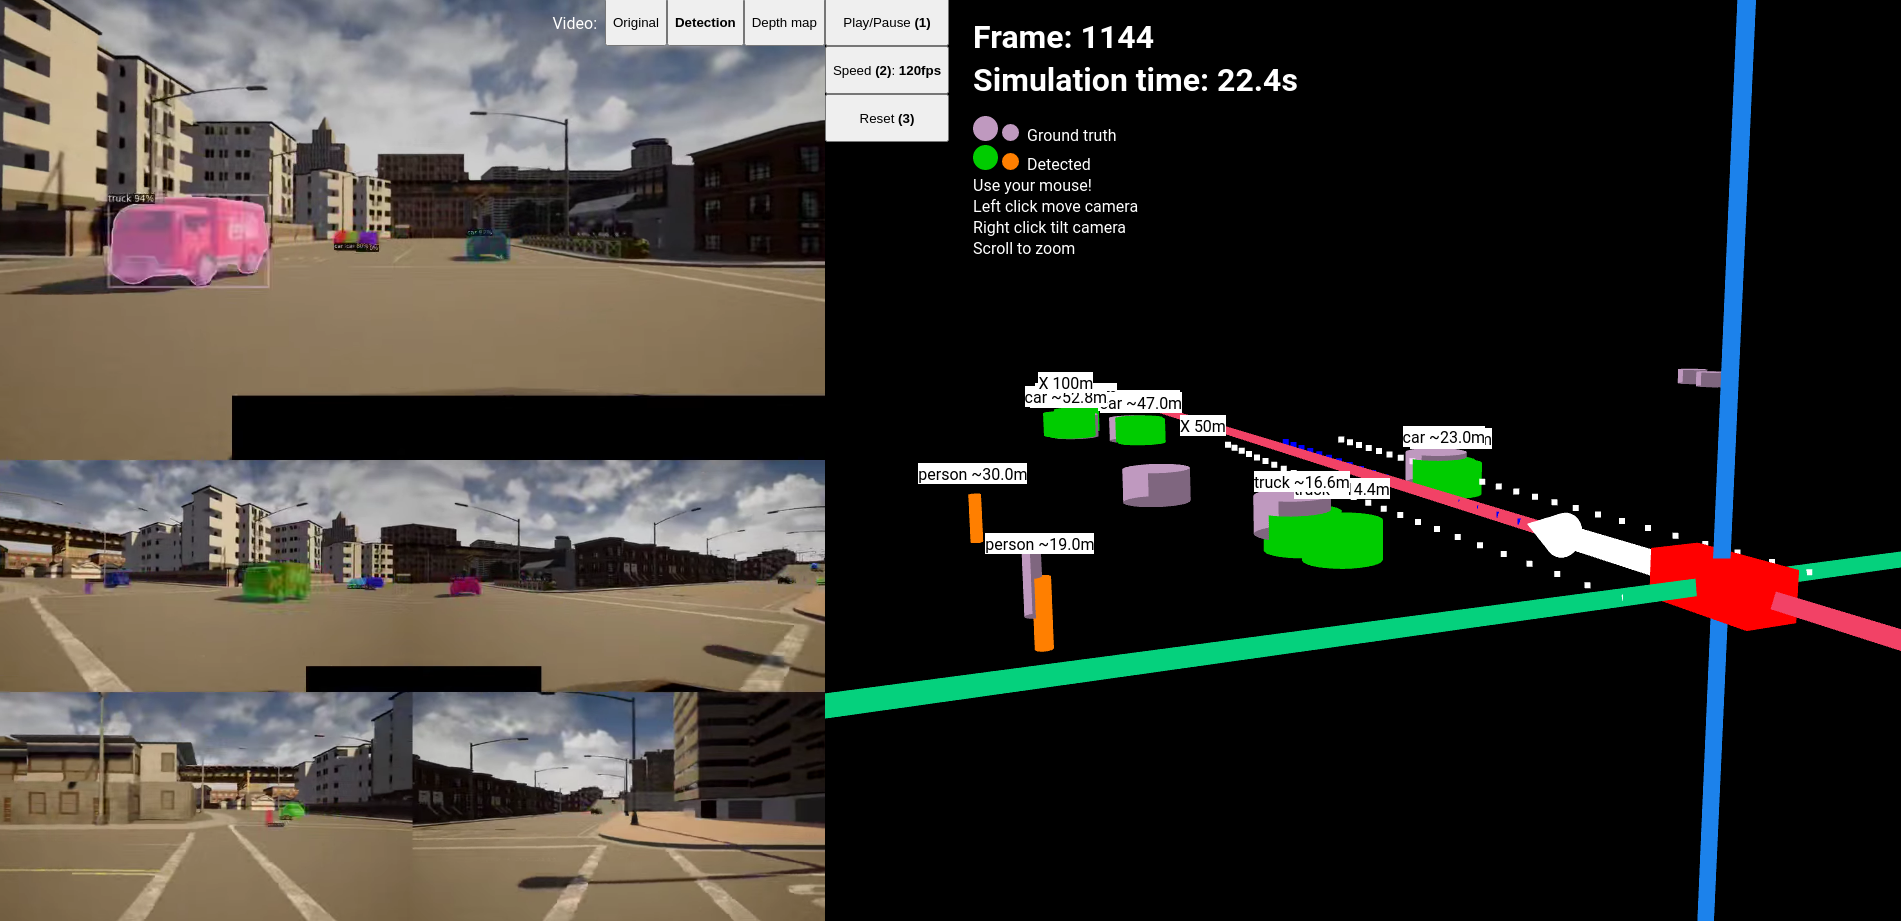 Video:
Original
Detection
Depth map
Play/Pause (1)
Speed (2): 120fps
Reset (3)
Frame: 1144
Simulation time: 22.4s
Ground truth
Detected
Use your mouse!
Left click move camera
Right click tilt camera
Scroll to zoom
truck 94%
X 100m
car ~52.8m
car ~47.0m
X 50m
car ~23.0m
person ~30.0m
truck ~16.6m
4.4m
person ~19.0m